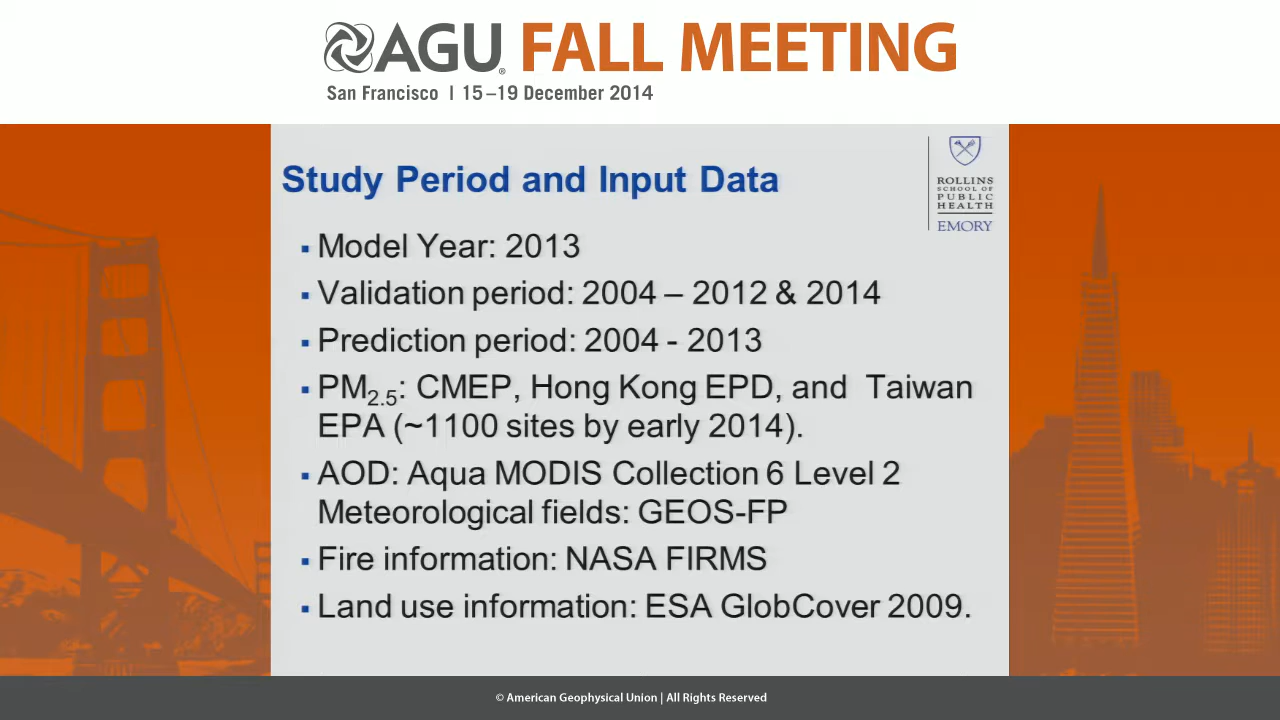 AGU FALL MEETING
San Francisco | 15–19 December 2014
Study Period and Input Data
ROLLINS
SCHOOL OF
PUBLIC
HEALTH
EMORY
▪ Model Year: 2013
▪ Validation period: 2004 – 2012 & 2014
▪ Prediction period: 2004 - 2013
▪ PM2.5: CMEP, Hong Kong EPD, and Taiwan
EPA (~1100 sites by early 2014).
▪ AOD: Aqua MODIS Collection 6 Level 2
Meteorological fields: GEOS-FP
▪ Fire information: NASA FIRMS
▪ Land use information: ESA GlobCover 2009.
© American Geophysical Union | All Rights Reserved